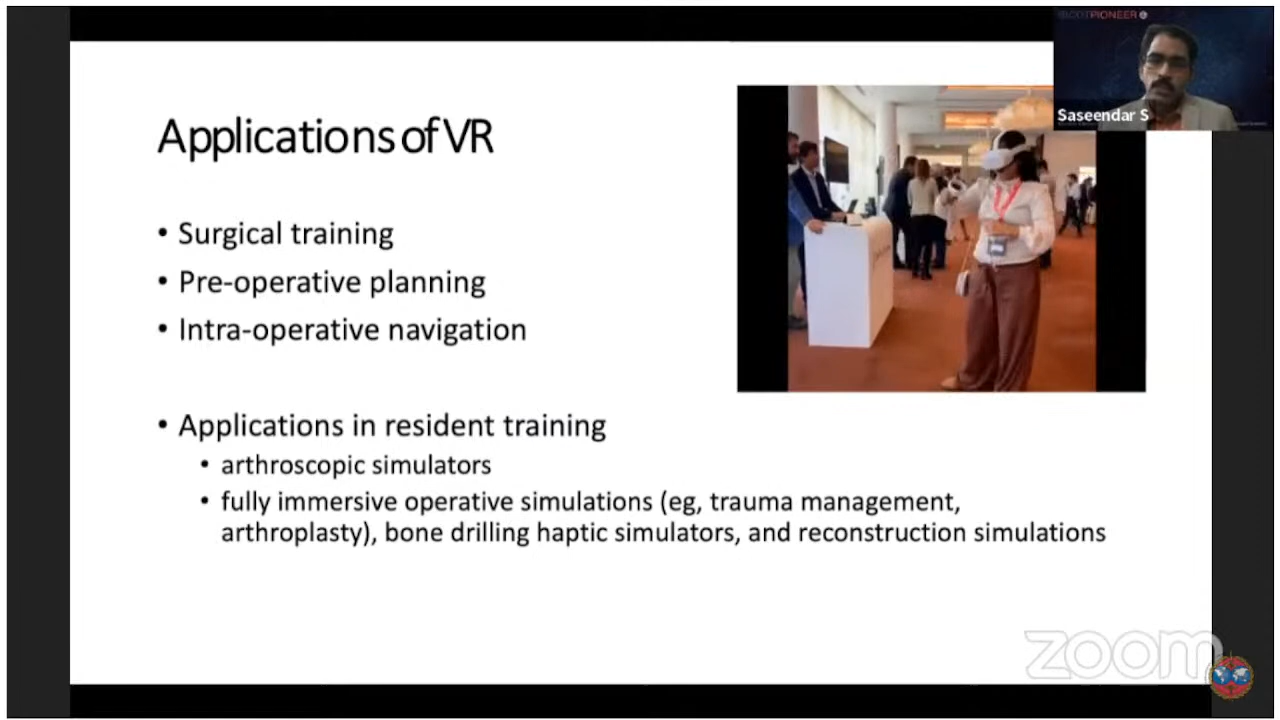 Applications of VR
• Surgical training
• Pre-operative planning
• Intra-operative navigation
• Applications in resident training
• arthroscopic simulators
• fully immersive operative simulations (eg, trauma management,
arthroplasty), bone drilling haptic simulators, and reconstruction simulations
PIONEER
Saseendar S
zoom